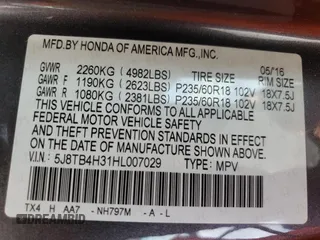 MFD.BY HONDA OF AMERICA MFG.,INC. 05/16
GVWR 2260KG (4982LBS) TIRE SIZE RIM SIZE
GAWR F 1190KG (2623LBS) P235/60R18 102V 18X7.5J
GAWR R 1080KG (2381LBS) P235/60R18 102V 18X7.5J
THIS VEHICLE CONFORMS TO ALL APPLICABLE
FEDERAL MOTOR VEHICLE SAFETY, BUMPER,
AND THEFT PREVENTION STANDARDS IN
EFFECT ON THE DATE OF MANUFACTURE
SHOWN ABOVE.
V.I.N: 5J8TB4H31HL007029 TYPE: MPV
TX4 H AA7 - NH797M - A - L
DREAMBID